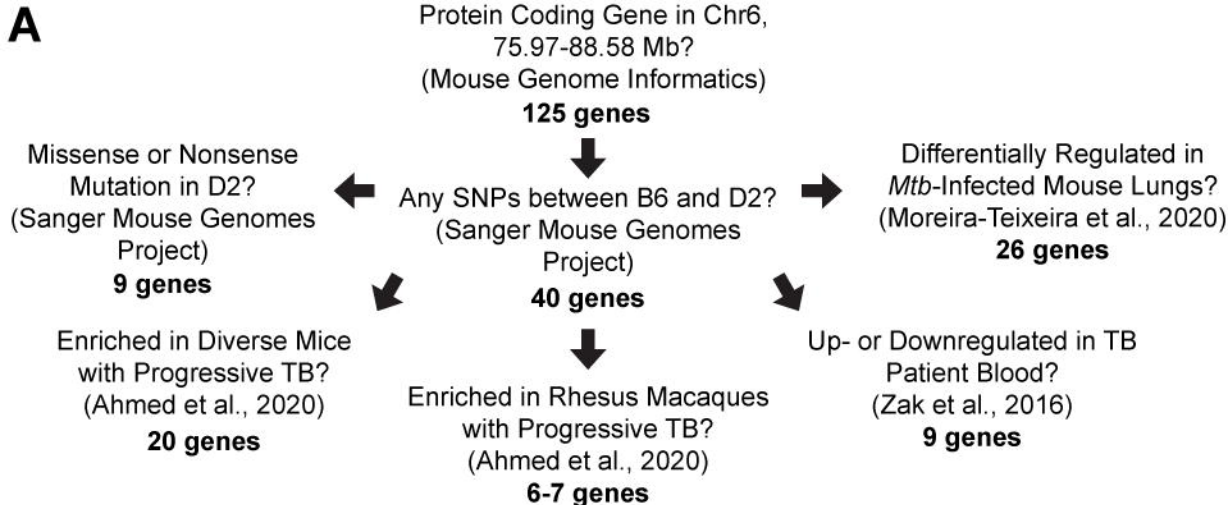 A
Protein Coding Gene in Chr6,
75.97-88.58 Mb?
(Mouse Genome Informatics)
125 genes
Missense or Nonsense
Mutation in D2?
(Sanger Mouse Genomes
Project)
9 genes
Any SNPs between B6 and D2?
(Sanger Mouse Genomes
Project)
40 genes
Differentially Regulated in
Mtb-Infected Mouse Lungs?
(Moreira-Teixeira et al., 2020)
26 genes
Enriched in Diverse Mice
with Progressive TB?
(Ahmed et al., 2020)
20 genes
Enriched in Rhesus Macaques
with Progressive TB?
(Ahmed et al., 2020)
6-7 genes
Up- or Downregulated in TB
Patient Blood?
(Zak et al., 2016)
9 genes